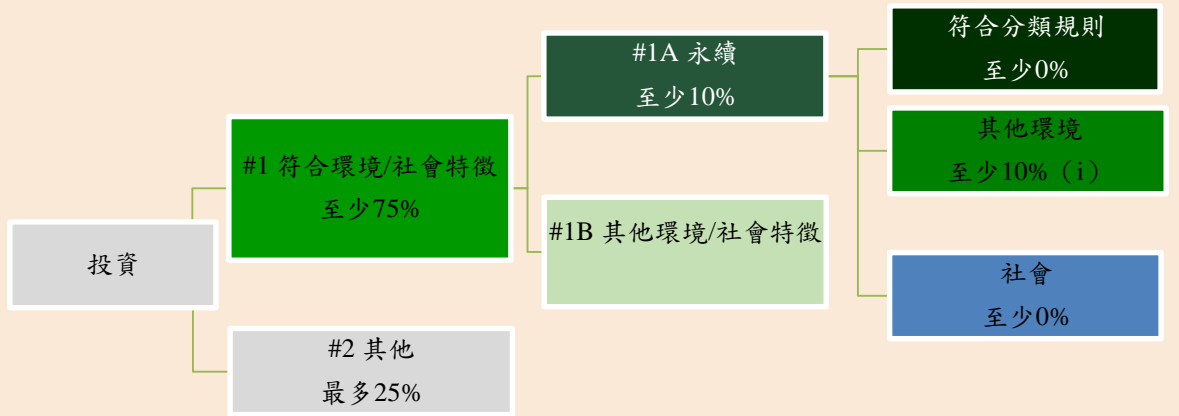 投資
#1 符合環境/社會特徵
至少75%
#2 其他
最多25%
#1A 永續
至少10%
#1B 其他環境/社會特徵
符合分類規則
至少0%
其他環境
至少10%（i）
社會
至少0%